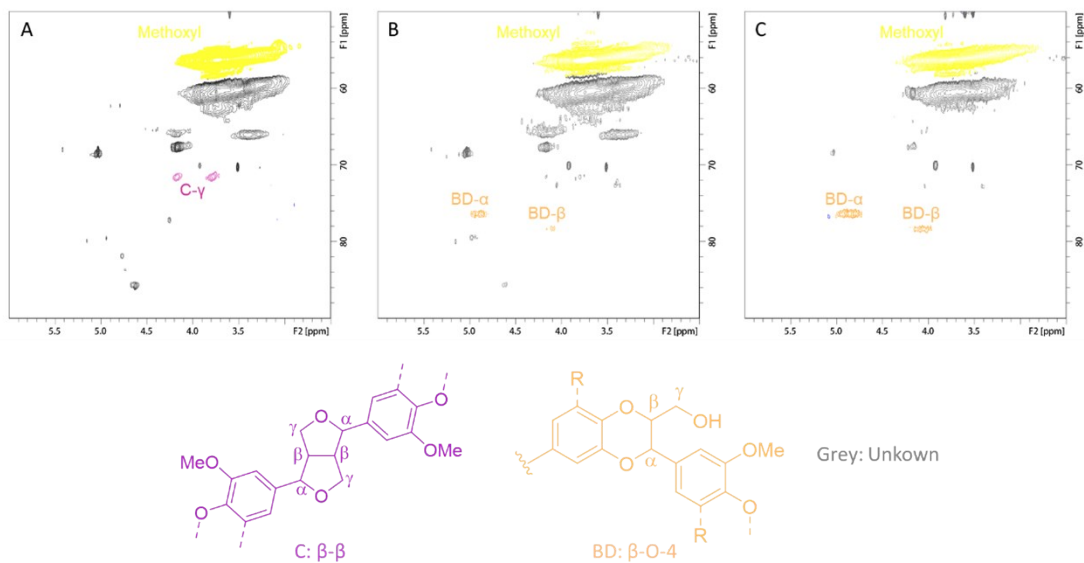 A
Methoxyl
C-γ
F1 [ppm]
60
70
80
5.5 5.0 4.5 4.0 3.5 F2 [ppm]
B
Methoxyl
BD-α
BD-β
F1 [ppm]
60
70
80
5.5 5.0 4.5 4.0 3.5 F2 [ppm]
C
Methoxyl
BD-α
BD-β
F1 [ppm]
60
70
80
5.5 5.0 4.5 4.0 3.5 F2 [ppm]
O
γ O α
β β OMe
MeO
α O γ
O
C: β-β
R
O β γ
OH
O α
OMe
O
R
BD: β-O-4
Grey: Unkown